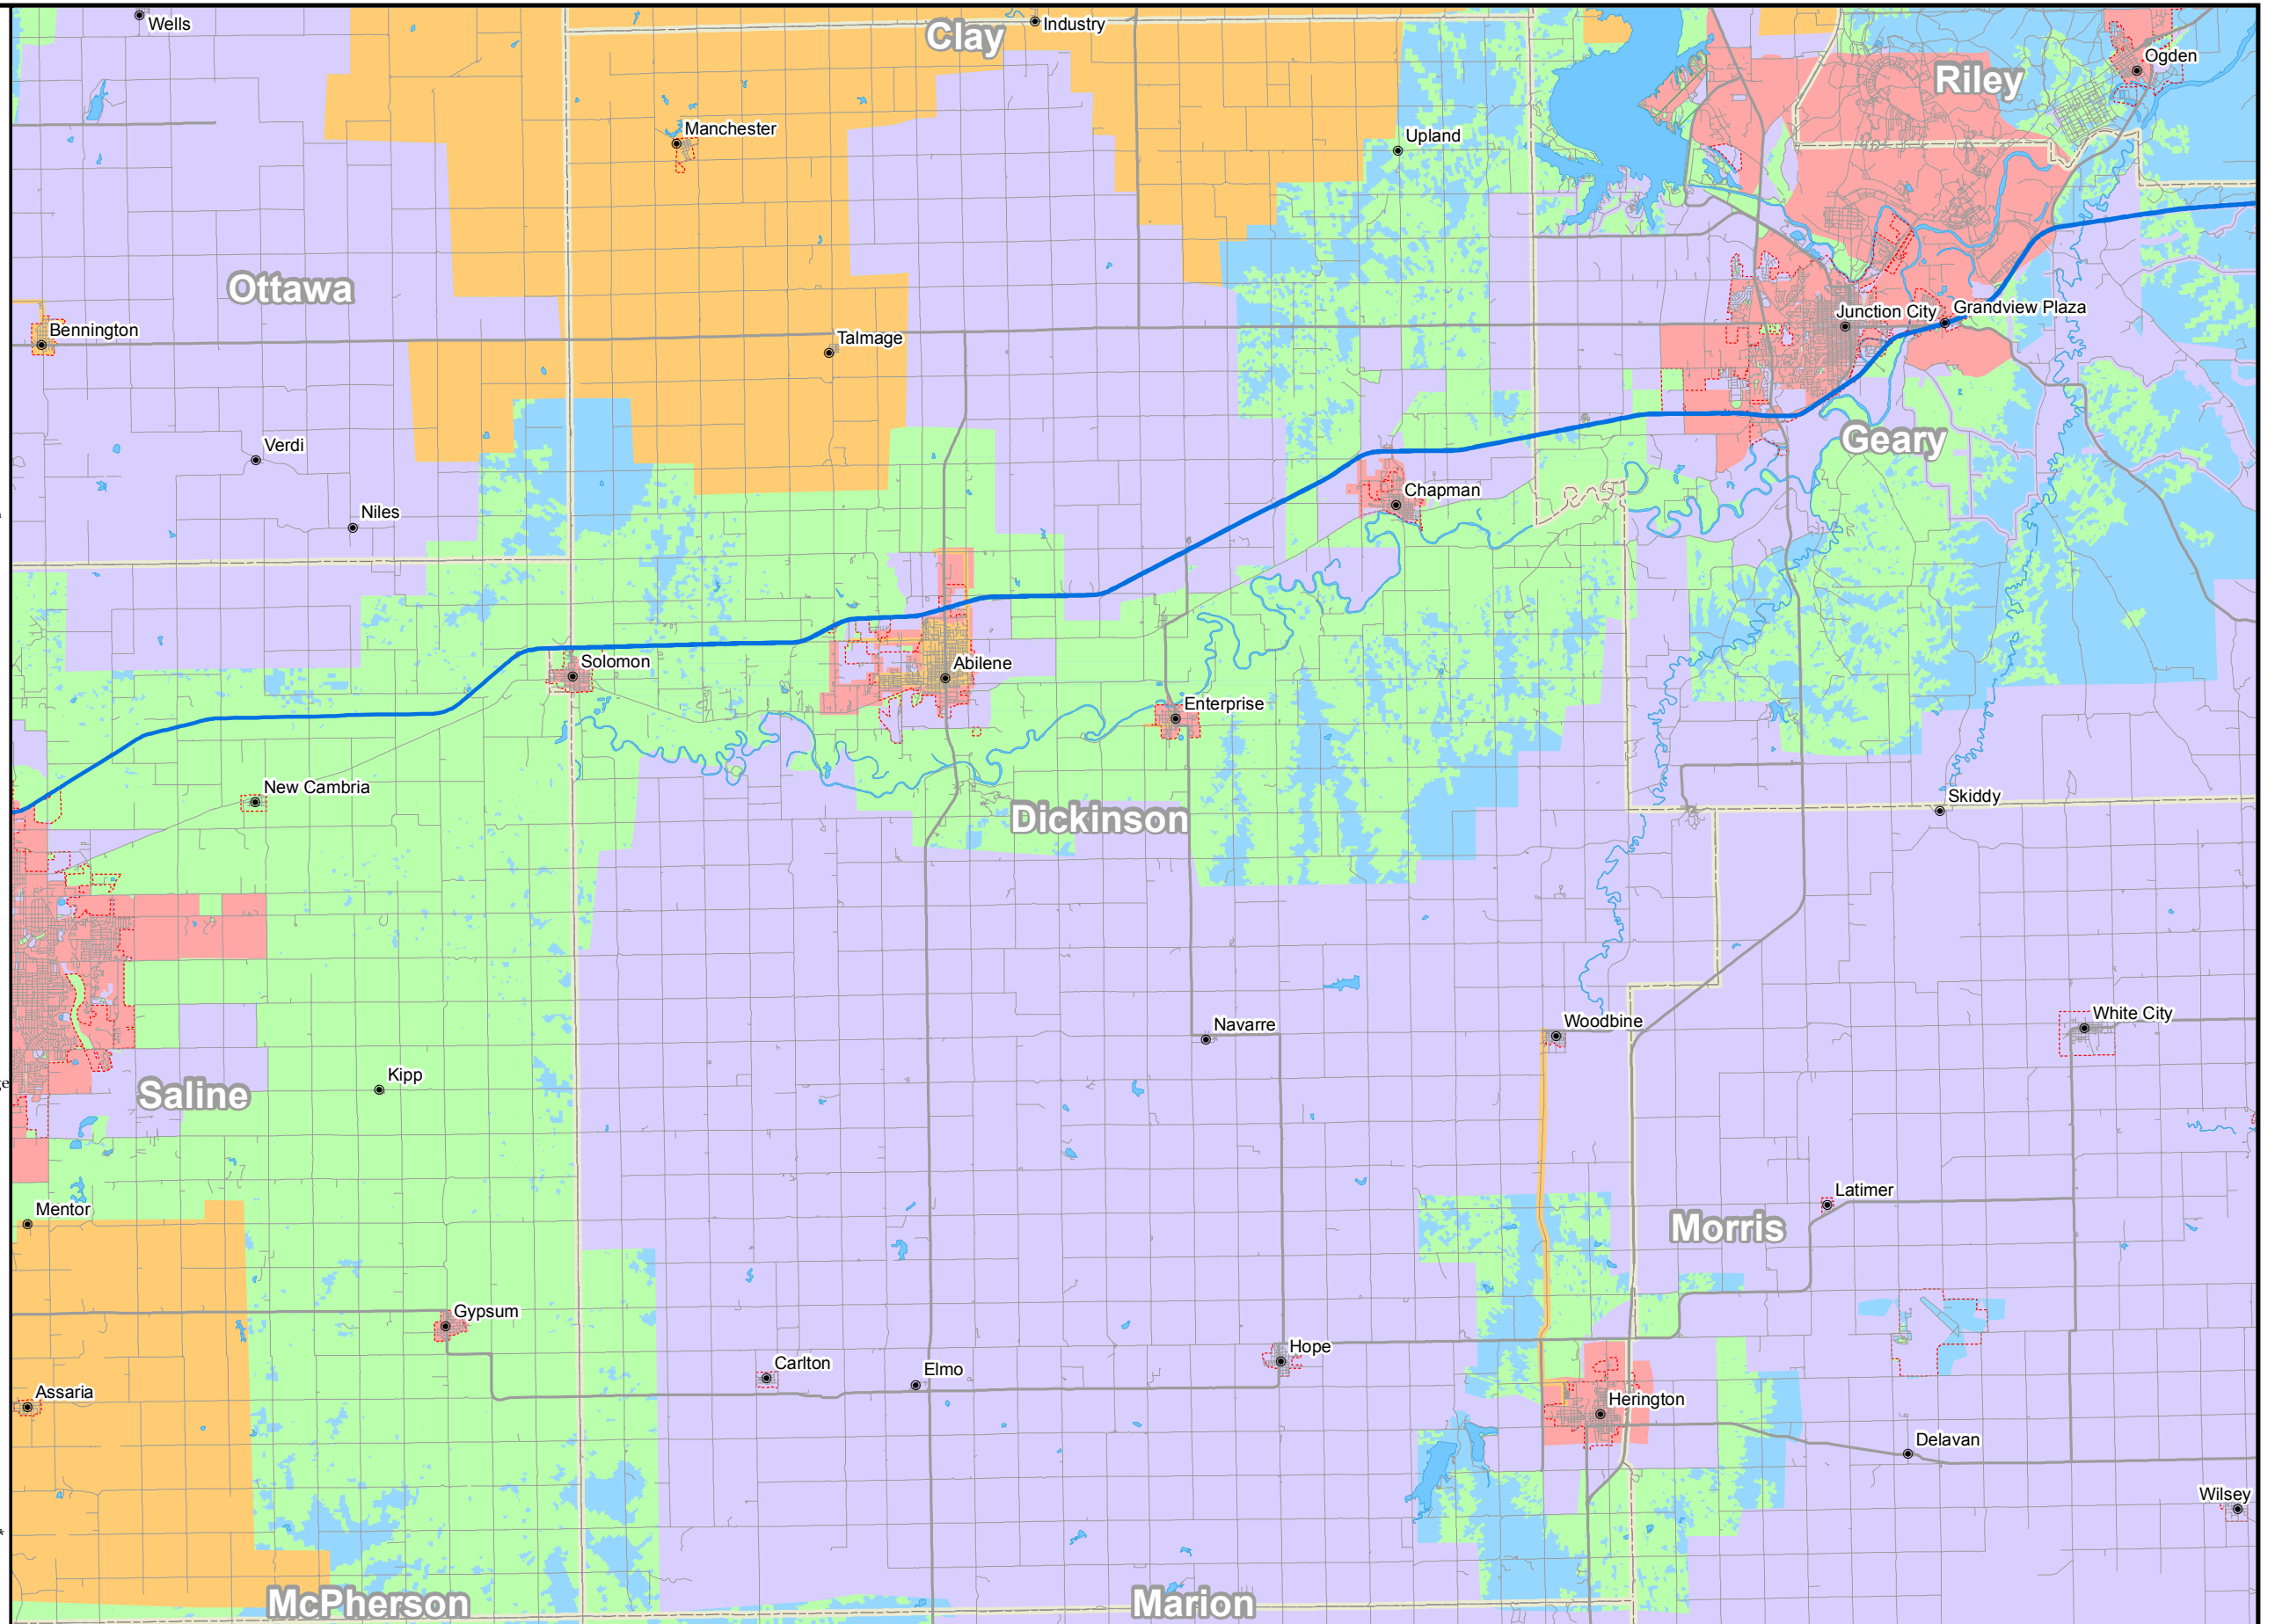 Wells
Clay
Industry
Riley
Ogden
Manchester
Upland
Ottawa
Bennington
Talmage
Junction City
Grandview Plaza
Verdi
Geary
Niles
Chapman
Solomon
Abilene
Enterprise
New Cambria
Dickinson
Skiddy
Navarre
Woodbine
White City
Saline
Kipp
Mentor
Latimer
Morris
Gypsum
Carlton
Elmo
Hope
Assaria
Herington
Delavan
Wilsey
McPherson
Marion
*